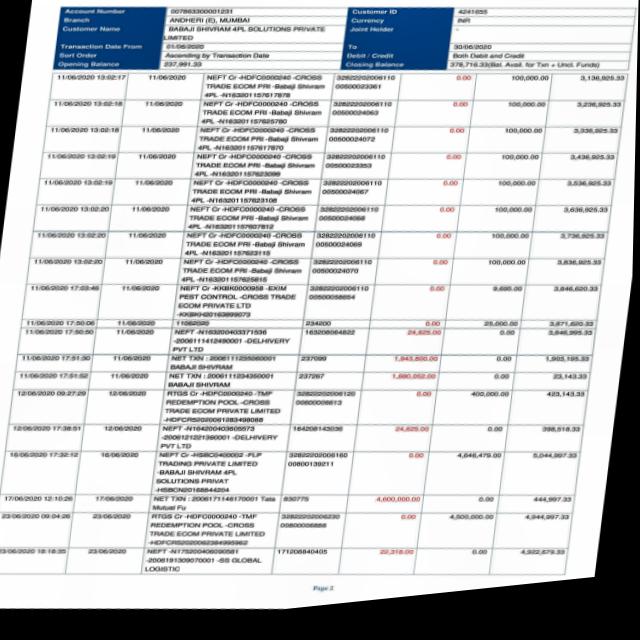 Account Number 007863300001231 Customer ID 4241655
Branch ANDHERI (E), MUMBAI Currency INR
Customer Name BABAJI SHIVRAM 4PL SOLUTIONS PRIVATE LIMITED Joint Holder -
Transaction Date From 01/06/2020 To 30/06/2020
Sort Order Ascending by Transaction Date Debit / Credit Both Debit and Credit
Opening Balance 237,991.33 Closing Balance 376,716.33(Bal. Avail. for Txn + Uncl. Funds)
11/06/2020 13:02:17 11/06/2020 NEFT Cr -HDFC0000240 -CROSS 32822202006110 0.00 100,000.00 3,136,925.33
TRADE ECOM PRI -Babaji Shivram 00500023361
4PL -N163201157617878
11/06/2020 13:02:18 11/06/2020 NEFT Cr -HDFC0000240 -CROSS 32822202006110 0.00 100,000.00 3,236,925.33
TRADE ECOM PRI -Babaji Shivram 00500024063
4PL -N163201157625780
11/06/2020 13:02:18 11/06/2020 NEFT Cr -HDFC0000240 -CROSS 32822202006110 0.00 100,000.00 3,336,925.33
TRADE ECOM PRI -Babaji Shivram 00500024072
4PL -N163201157617870
11/06/2020 13:02:19 11/06/2020 NEFT Cr -HDFC0000240 -CROSS 32822202006110 0.00 100,000.00 3,436,925.33
TRADE ECOM PRI -Babaji Shivram 00500023353
4PL -N163201157623099
11/06/2020 13:02:19 11/06/2020 NEFT Cr -HDFC0000240 -CROSS 32822202006110 0.00 100,000.00 3,536,925.33
TRADE ECOM PRI -Babaji Shivram 00500024067
4PL -N163201157623108
11/06/2020 13:02:20 11/06/2020 NEFT Cr -HDFC0000240 -CROSS 32822202006110 0.00 100,000.00 3,636,925.33
TRADE ECOM PRI -Babaji Shivram 00500024068
4PL -N163201157607812
11/06/2020 13:02:20 11/06/2020 NEFT Cr -HDFC0000240 -CROSS 32822202006110 0.00 100,000.00 3,736,925.33
TRADE ECOM PRI -Babaji Shivram 00500024069
4PL -N163201157623115
11/06/2020 13:02:20 11/06/2020 NEFT Cr -HDFC0000240 -CROSS 32822202006110 0.00 100,000.00 3,836,925.33
TRADE ECOM PRI -Babaji Shivram 00500024070
4PL -N163201157625815
11/06/2020 17:03:46 11/06/2020 NEFT Cr -KKBK0000958 -EXIM 32822202006110 0.00 9,695.00 3,846,620.33
PEST CONTROL -CROSS TRADE 00500058654
ECOM PRIVATE LTD
-KKBKH20163899073
11/06/2020 17:50:06 11/06/2020 11062020 234200 0.00 25,000.00 3,871,620.33
11/06/2020 17:50:50 11/06/2020 NEFT -N163200403371536 163206084822 24,625.00 0.00 3,846,995.33
-2006111412490001 -DELHIVERY
PVT LTD
11/06/2020 17:51:30 11/06/2020 NET TXN : 2006111235060001 237099 1,943,800.00 0.00 1,903,195.33
BABAJI SHIVRAM
11/06/2020 17:51:52 11/06/2020 NET TXN : 2006111234350001 237267 1,880,052.00 0.00 23,143.33
BABAJI SHIVRAM
12/06/2020 09:27:29 12/06/2020 RTGS Cr -HDFC0000240 -TMF 32822202006120 0.00 400,000.00 423,143.33
REDEMPTION POOL -CROSS 00800008613
TRADE ECOM PRIVATE LIMITED
-HDFCR52020061283498088
12/06/2020 17:38:51 12/06/2020 NEFT -N164200403605573 164208143036 24,625.00 0.00 398,518.33
-2006121221360001 -DELHIVERY
PVT LTD
16/06/2020 17:32:12 16/06/2020 NEFT Cr -HSBC0400002 -FLP 32822202006160 0.00 4,646,479.00 5,044,997.33
TRADING PRIVATE LIMITED 00800139211
-BABAJI SHIVRAM 4PL
SOLUTIONS PRIVAT
-HSBCN20168844204
17/06/2020 12:10:26 17/06/2020 NET TXN : 2006171146170001 Tata 830775 4,600,000.00 0.00 444,997.33
Mutual Fu
23/06/2020 09:04:26 23/06/2020 RTGS Cr -HDFC0000240 -TMF 32822202006230 0.00 4,500,000.00 4,944,997.33
REDEMPTION POOL -CROSS 00800006888
TRADE ECOM PRIVATE LIMITED
-HDFCR52020062384995962
23/06/2020 18:18:35 23/06/2020 NEFT -N175200406090581 171206840405 22,318.00 0.00 4,922,679.33
-2006191309070001 -SS GLOBAL
LOGISTIC
Page 2